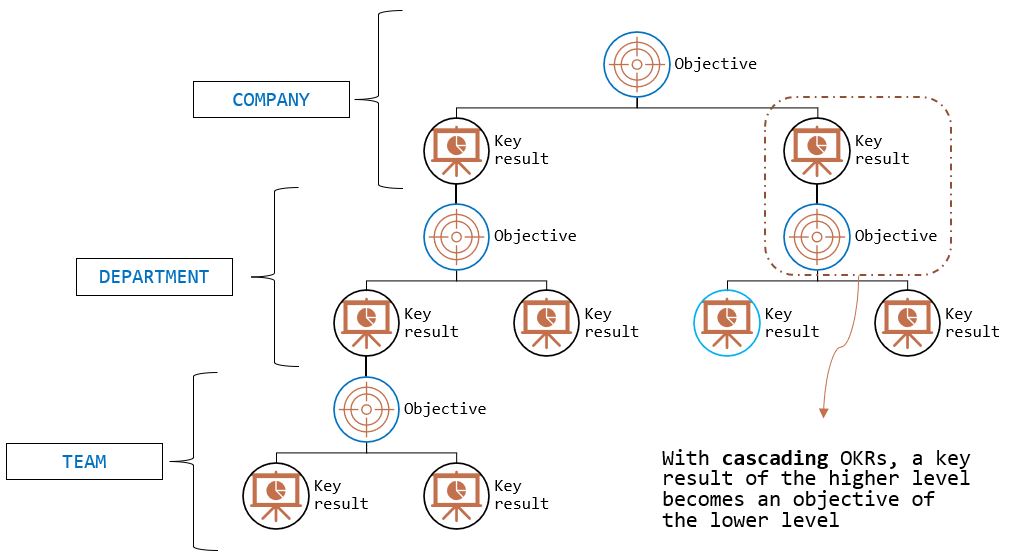 Objective
COMPANY
Key
result
Key
result
Objective
Objective
DEPARTMENT
Key
result
Key
result
Key
result
Key
result
Objective
TEAM
Key
result
Key
result
With cascading OKRs, a key
result of the higher level
becomes an objective of
the lower level